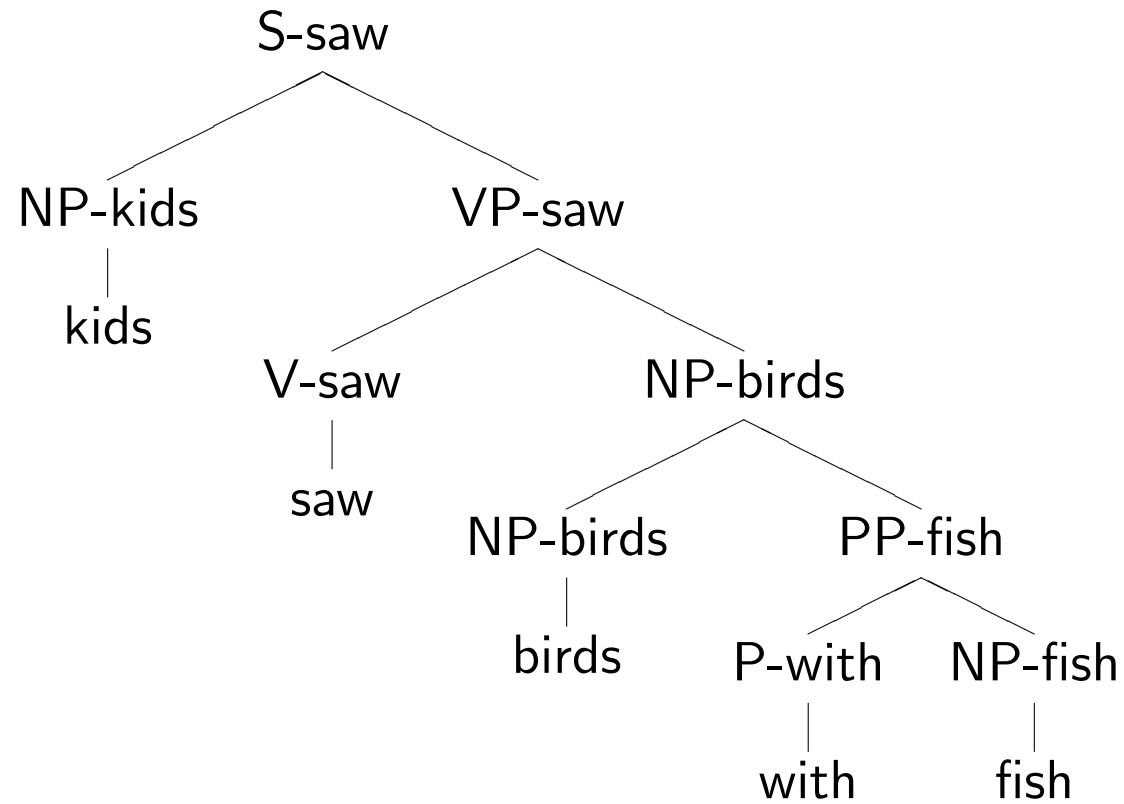 S-saw
NP-kids VP-saw
kids
V-saw NP-birds
saw
NP-birds PP-fish
birds
P-with NP-fish
with fish